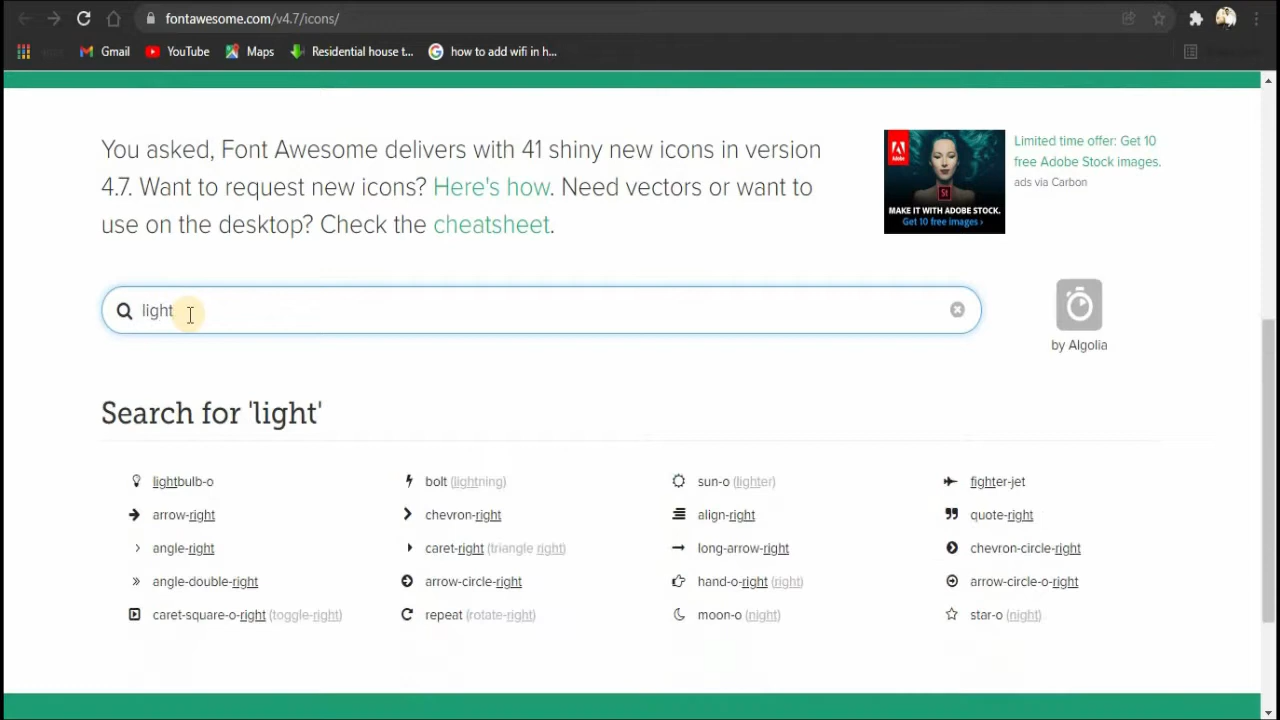 fontawesome.com/v4.7/icons/
Gmail YouTube Maps Residential house t... how to add wifi in h...
You asked, Font Awesome delivers with 41 shiny new icons in version
4.7. Want to request new icons? Here's how. Need vectors or want to
use on the desktop? Check the cheatsheet.
Adobe
St
MAKE IT WITH ADOBE STOCK.
Get 10 free images ›
Limited time offer: Get 10
free Adobe Stock images.
ads via Carbon
light
by Algolia
Search for 'light'
lightbulb-o bolt (lightning) sun-o (lighter) fighter-jet
arrow-right chevron-right align-right quote-right
angle-right caret-right (triangle right) long-arrow-right chevron-circle-right
angle-double-right arrow-circle-right hand-o-right (right) arrow-circle-o-right
caret-square-o-right (toggle-right) repeat (rotate-right) moon-o (night) star-o (night)